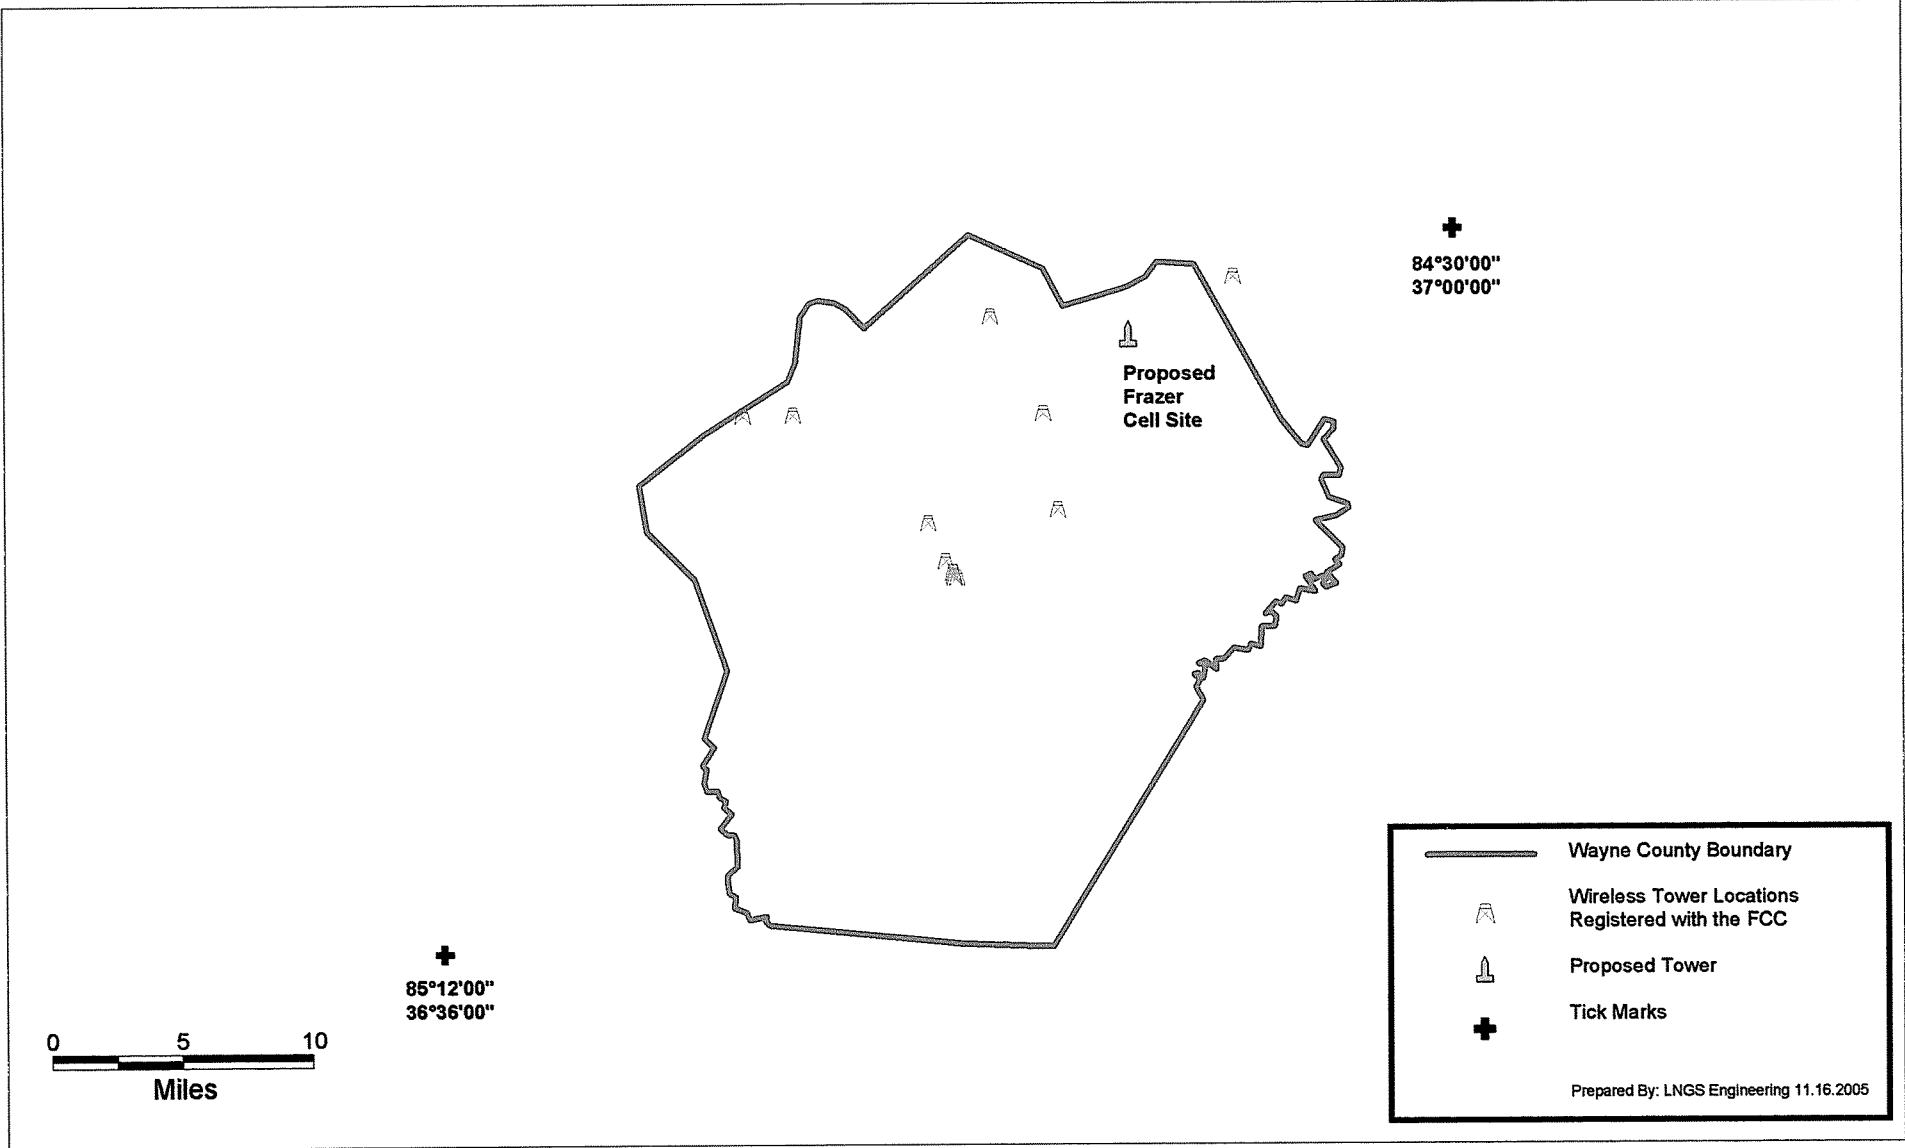 84°30'00"
37°00'00"
Proposed
Frazer
Cell Site
85°12'00"
36°36'00"
0 5 10
Miles
Wayne County Boundary
Wireless Tower Locations
Registered with the FCC
Proposed Tower
Tick Marks
Prepared By: LNGS Engineering 11.16.2005